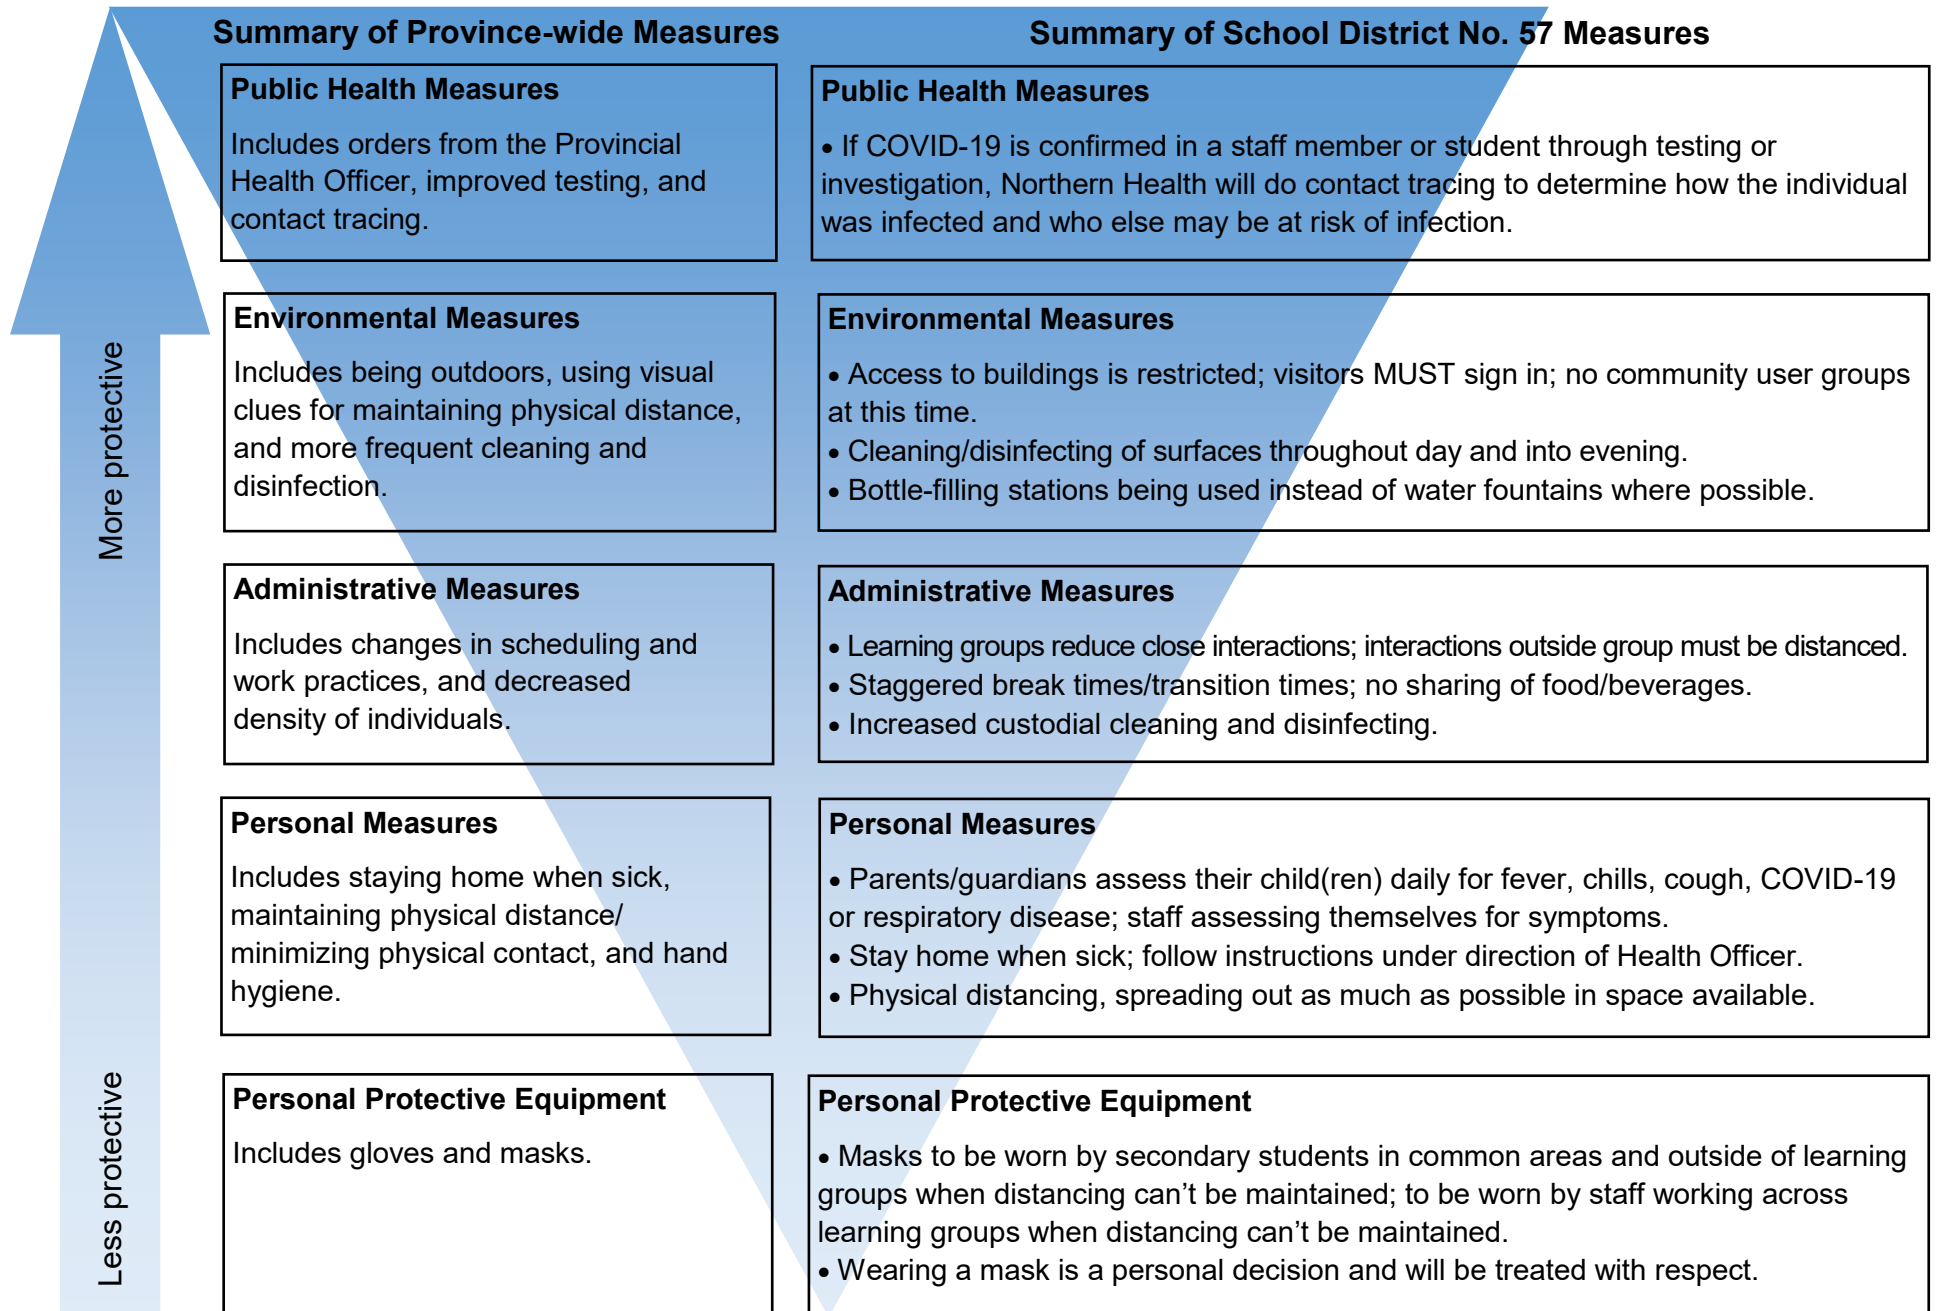 Summary of Province-wide Measures
Summary of School District No. 57 Measures
More protective
Less protective
Public Health Measures
Includes orders from the Provincial
Health Officer, improved testing, and
contact tracing.
Public Health Measures
• If COVID-19 is confirmed in a staff member or student through testing or
investigation, Northern Health will do contact tracing to determine how the individual
was infected and who else may be at risk of infection.
Environmental Measures
Includes being outdoors, using visual
clues for maintaining physical distance,
and more frequent cleaning and
disinfection.
Environmental Measures
• Access to buildings is restricted; visitors MUST sign in; no community user groups
at this time.
• Cleaning/disinfecting of surfaces throughout day and into evening.
• Bottle-filling stations being used instead of water fountains where possible.
Administrative Measures
Includes changes in scheduling and
work practices, and decreased
density of individuals.
Administrative Measures
• Learning groups reduce close interactions; interactions outside group must be distanced.
• Staggered break times/transition times; no sharing of food/beverages.
• Increased custodial cleaning and disinfecting.
Personal Measures
Includes staying home when sick,
maintaining physical distance/
minimizing physical contact, and hand
hygiene.
Personal Measures
• Parents/guardians assess their child(ren) daily for fever, chills, cough, COVID-19
or respiratory disease; staff assessing themselves for symptoms.
• Stay home when sick; follow instructions under direction of Health Officer.
• Physical distancing, spreading out as much as possible in space available.
Personal Protective Equipment
Includes gloves and masks.
Personal Protective Equipment
• Masks to be worn by secondary students in common areas and outside of learning
groups when distancing can’t be maintained; to be worn by staff working across
learning groups when distancing can’t be maintained.
• Wearing a mask is a personal decision and will be treated with respect.